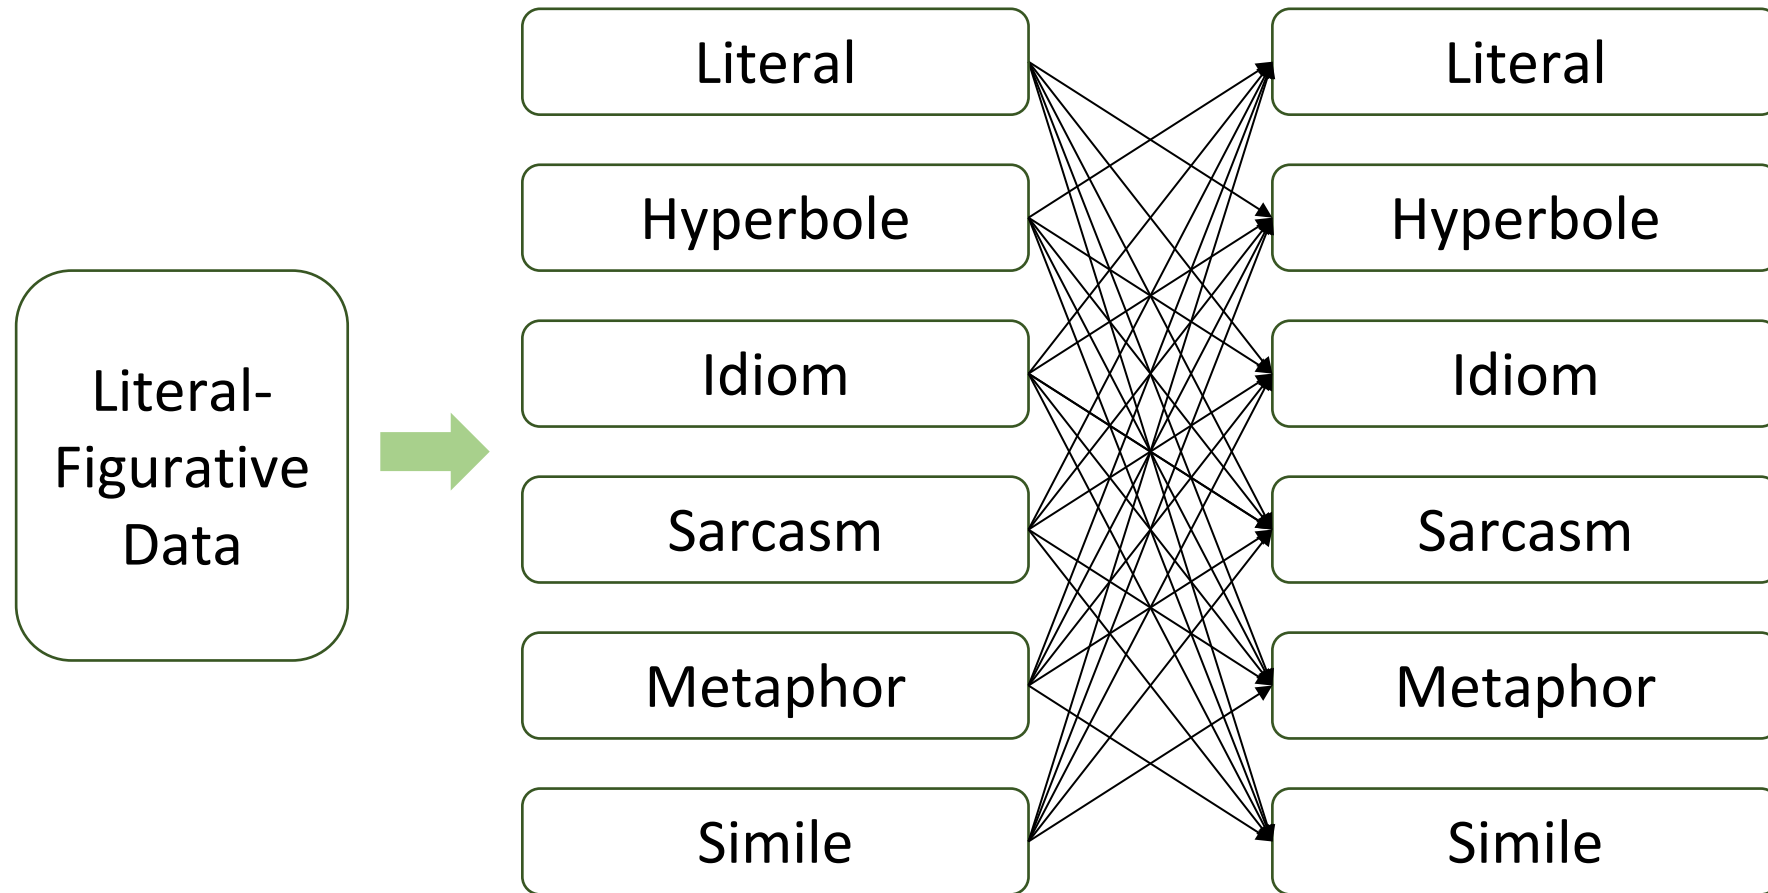 Literal-
Figurative
Data
Literal
Hyperbole
Idiom
Sarcasm
Metaphor
Simile
Literal
Hyperbole
Idiom
Sarcasm
Metaphor
Simile